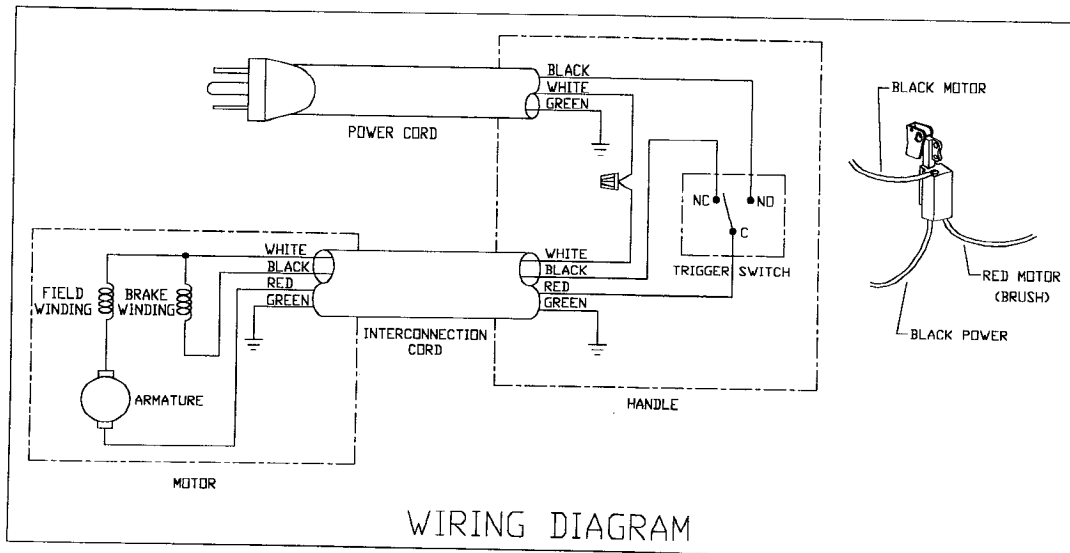 BLACK
WHITE
GREEN
POWER CORD
BLACK MOTOR
NC
NO
C
TRIGGER SWITCH
RED MOTOR
(BRUSH)
BLACK POWER
WHITE
BLACK
RED
GREEN
WHITE
BLACK
RED
GREEN
FIELD
WINDING
BRAKE
WINDING
INTERCONNECTION
CORD
ARMATURE
HANDLE
MOTOR
WIRING DIAGRAM